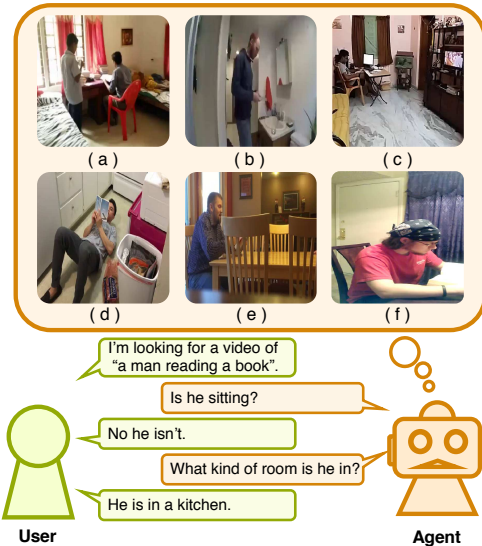 ( a )
( b )
( c )
( d )
( e )
( f )
I'm looking for a video of
“a man reading a book”.
Is he sitting?
No he isn't.
What kind of room is he in?
He is in a kitchen.
User
Agent